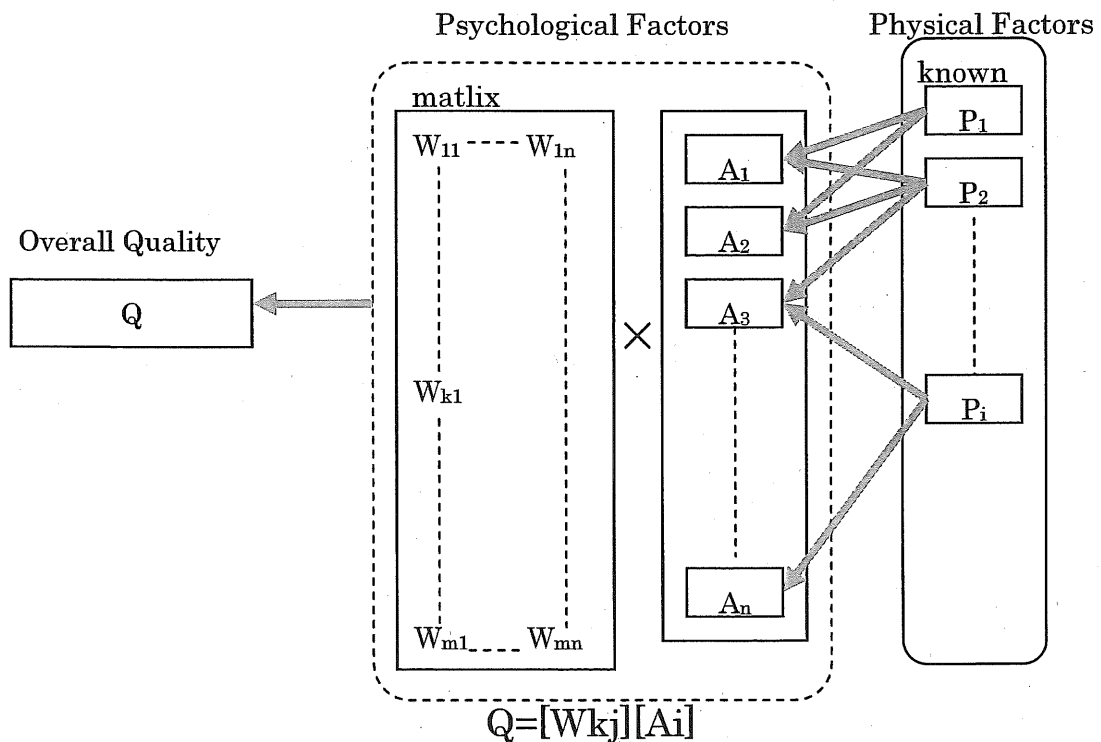 Psychological Factors
Physical Factors
matlix
known
W₁₁ W₁ₙ
A₁
P₁
A₂
P₂
Overall Quality
Q
A₃
×
Wₖ₁
Pᵢ
Aₙ
Wₘ₁ Wₘₙ
Q=[Wkj][Ai]